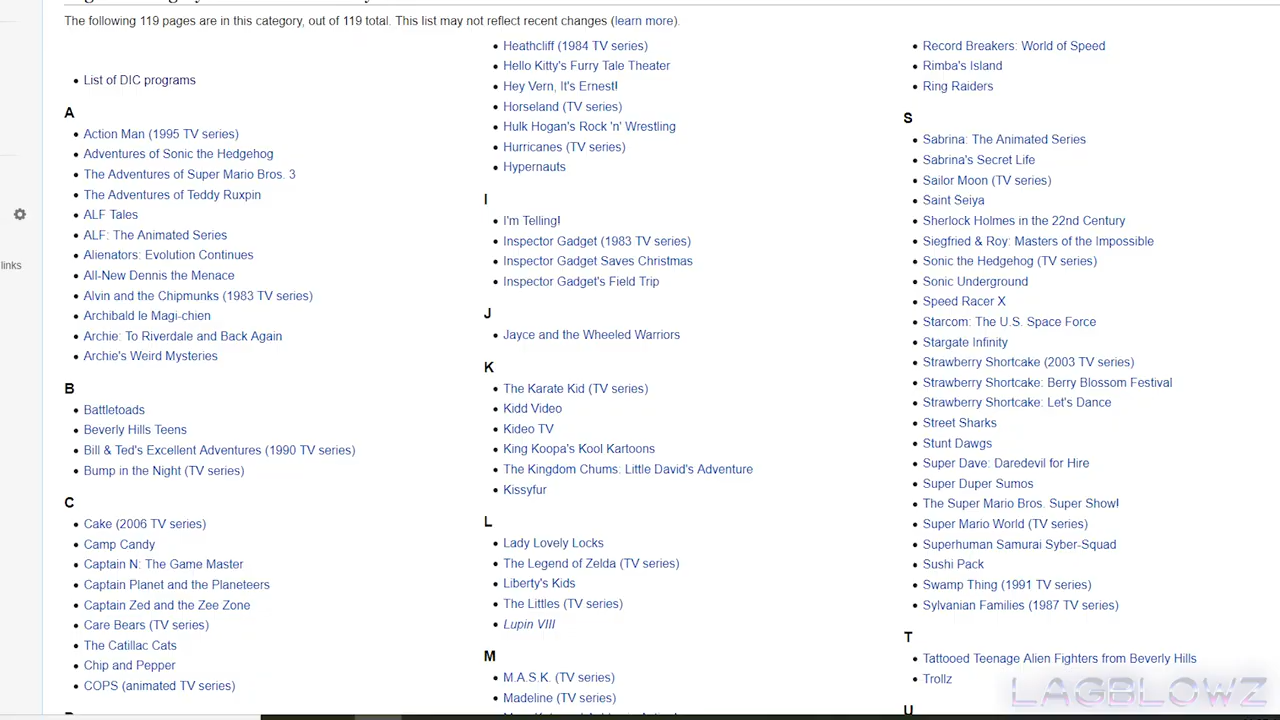 The following 119 pages are in this category, out of 119 total. This list may not reflect recent changes (learn more).
links
List of DIC programs
A
Action Man (1995 TV series)
Adventures of Sonic the Hedgehog
The Adventures of Super Mario Bros. 3
The Adventures of Teddy Ruxpin
ALF Tales
ALF: The Animated Series
Alienators: Evolution Continues
All-New Dennis the Menace
Alvin and the Chipmunks (1983 TV series)
Archibald le Magi-chien
Archie: To Riverdale and Back Again
Archie's Weird Mysteries
B
Battletoads
Beverly Hills Teens
Bill & Ted's Excellent Adventures (1990 TV series)
Bump in the Night (TV series)
C
Cake (2006 TV series)
Camp Candy
Captain N: The Game Master
Captain Planet and the Planeteers
Captain Zed and the Zee Zone
Care Bears (TV series)
The Catillac Cats
Chip and Pepper
COPS (animated TV series)
Heathcliff (1984 TV series)
Hello Kitty's Furry Tale Theater
Hey Vern, It's Ernest!
Horseland (TV series)
Hulk Hogan's Rock 'n' Wrestling
Hurricanes (TV series)
Hypernauts
I
I'm Telling!
Inspector Gadget (1983 TV series)
Inspector Gadget Saves Christmas
Inspector Gadget's Field Trip
J
Jayce and the Wheeled Warriors
K
The Karate Kid (TV series)
Kidd Video
Kideo TV
King Koopa's Kool Kartoons
The Kingdom Chums: Little David's Adventure
Kissyfur
L
Lady Lovely Locks
The Legend of Zelda (TV series)
Liberty's Kids
The Littles (TV series)
Lupin VIII
M
M.A.S.K. (TV series)
Madeline (TV series)
Record Breakers: World of Speed
Rimba's Island
Ring Raiders
S
Sabrina: The Animated Series
Sabrina's Secret Life
Sailor Moon (TV series)
Saint Seiya
Sherlock Holmes in the 22nd Century
Siegfried & Roy: Masters of the Impossible
Sonic the Hedgehog (TV series)
Sonic Underground
Speed Racer X
Starcom: The U.S. Space Force
Stargate Infinity
Strawberry Shortcake (2003 TV series)
Strawberry Shortcake: Berry Blossom Festival
Strawberry Shortcake: Let's Dance
Street Sharks
Stunt Dawgs
Super Dave: Daredevil for Hire
Super Duper Sumos
The Super Mario Bros. Super Show!
Super Mario World (TV series)
Superhuman Samurai Syber-Squad
Sushi Pack
Swamp Thing (1991 TV series)
Sylvanian Families (1987 TV series)
T
Tattooed Teenage Alien Fighters from Beverly Hills
Trollz
U
LAGBLOWZ